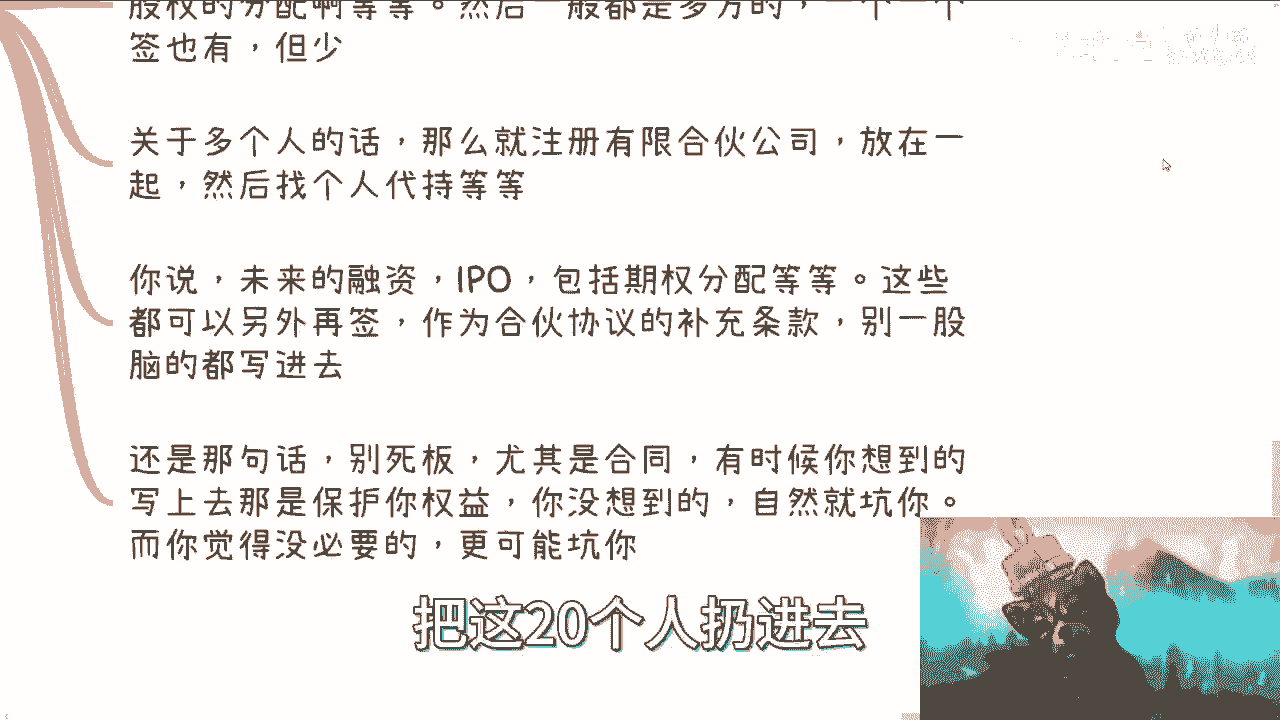 股权的分配啊等等。然后一般都是多方的，一个一个
签也有，但少
关于多个人的话，那么就注册有限合伙公司，放在一
起，然后找个人代持等等
你说，未来的融资，IPO，包括期权分配等等。这些
都可以另外再签，作为合伙协议的补充条款，别一股
脑的都写进去
还是那句话，别死板，尤其是合同，有时候你想到的
写上去那是保护你权益，你没想到的，自然就坑你。
而你觉得没必要的，更可能坑你
把这20个人扔进去